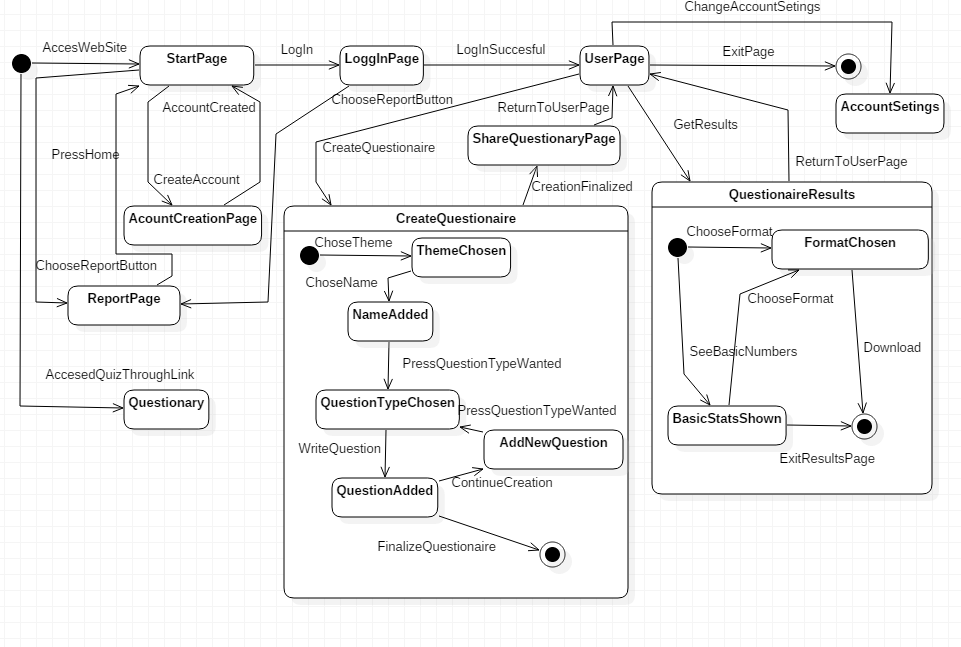 ChangeAccountSetings
AccesWebSite
StartPage
LogIn
LoggInPage
LogInSuccesful
UserPage
ExitPage
AccountSetings
AccountCreated
ChooseReportButton
ReturnToUserPage
GetResults
PressHome
CreateQuestionaire
ShareQuestionaryPage
ReturnToUserPage
CreateAccount
CreationFinalized
QuestionaireResults
AcountCreationPage
CreateQuestionaire
ChooseFormat
FormatChosen
ChoseTheme
ThemeChosen
ChooseReportButton
ChoseName
ReportPage
NameAdded
ChooseFormat
SeeBasicNumbers
Download
PressQuestionTypeWanted
AccesedQuizThroughLink
Questionary
QuestionTypeChosen
PressQuestionTypeWanted
BasicStatsShown
AddNewQuestion
WriteQuestion
ExitResultsPage
ContinueCreation
QuestionAdded
FinalizeQuestionaire